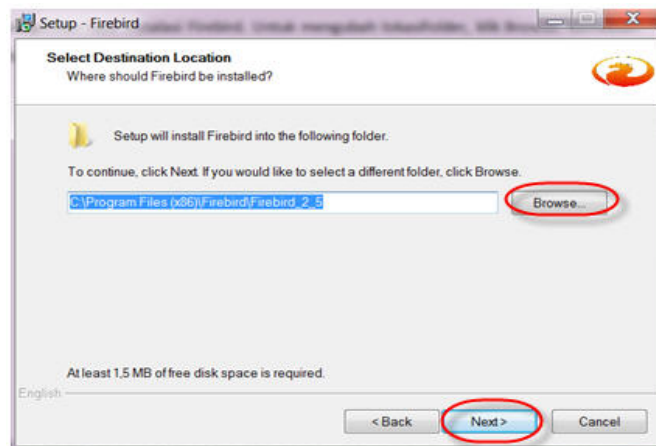 Setup - Firebird
Select Destination Location
Where should Firebird be installed?
Setup will install Firebird into the following folder.
To continue, click Next. If you would like to select a different folder, click Browse.
C:\Program Files (x86)\Firebird\Firebird_2_5
Browse...
At least 1,5 MB of free disk space is required.
English
< Back
Next >
Cancel